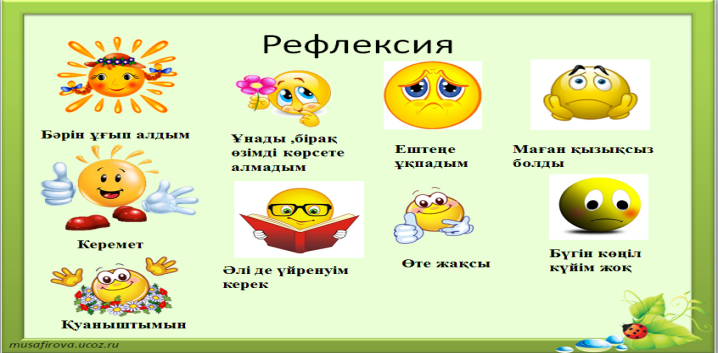 Рефлексия
Бәрін ұғып алдым
Ұнады ,бірақ
өзімді көрсете
алмадым
Ештеңе
ұқпадым
Маған қызықсыз
болды
Керемет
Әлі де үйренуім
керек
Өте жақсы
Бүгін көңіл
күйім жоқ
Қуаныштымын
musafirova.ucoz.ru